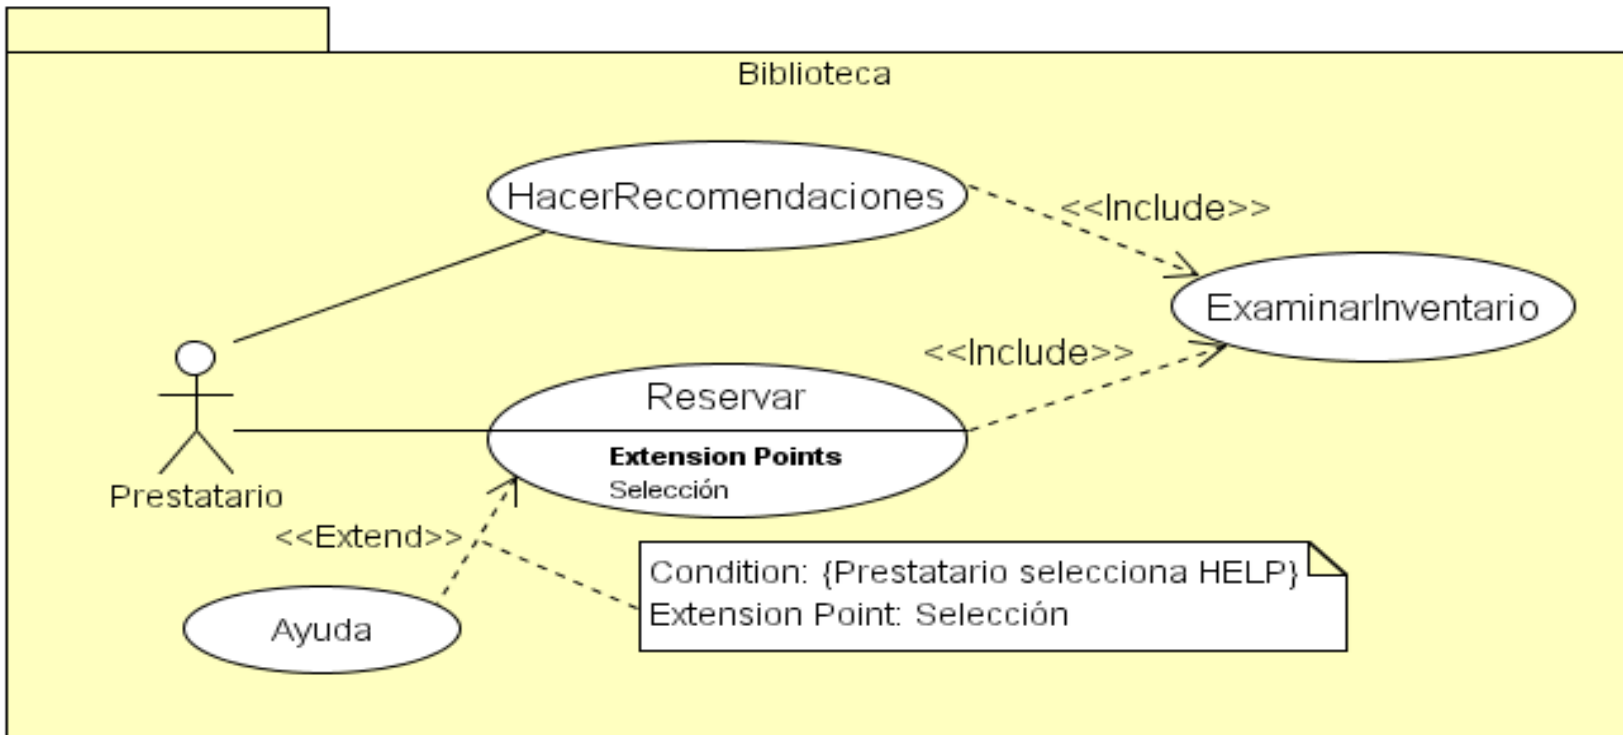 Biblioteca
HacerRecomendaciones
<<Include>>
ExaminarInventario
<<Include>>
Reservar
Extension Points
Selección
Prestatario
<<Extend>>
Condition: {Prestatario selecciona HELP}
Extension Point: Selección
Ayuda